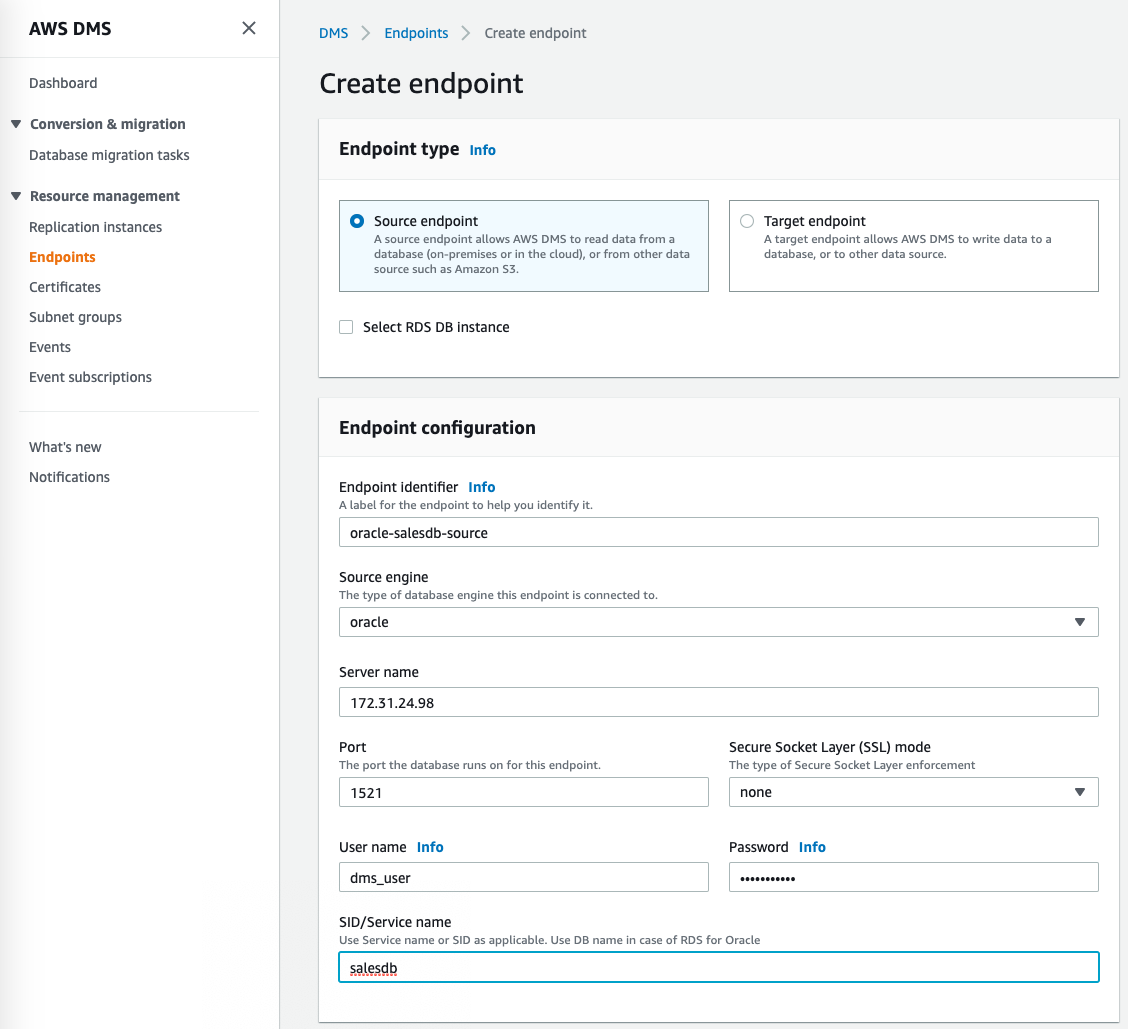 AWS DMS
Dashboard
Conversion & migration
Database migration tasks
Resource management
Replication instances
Endpoints
Certificates
Subnet groups
Events
Event subscriptions
What's new
Notifications
DMS > Endpoints > Create endpoint
Create endpoint
Endpoint type Info
Source endpoint
A source endpoint allows AWS DMS to read data from a
database (on-premises or in the cloud), or from other data
source such as Amazon S3.
Target endpoint
A target endpoint allows AWS DMS to write data to a
database, or to other data source.
Select RDS DB instance
Endpoint configuration
Endpoint identifier Info
A label for the endpoint to help you identify it.
oracle-salesdb-source
Source engine
The type of database engine this endpoint is connected to.
oracle
Server name
172.31.24.98
Port
The port the database runs on for this endpoint.
1521
Secure Socket Layer (SSL) mode
The type of Secure Socket Layer enforcement
none
User name Info
dms_user
Password Info
•••••••••••
SID/Service name
Use Service name or SID as applicable. Use DB name in case of RDS for Oracle
salesdb